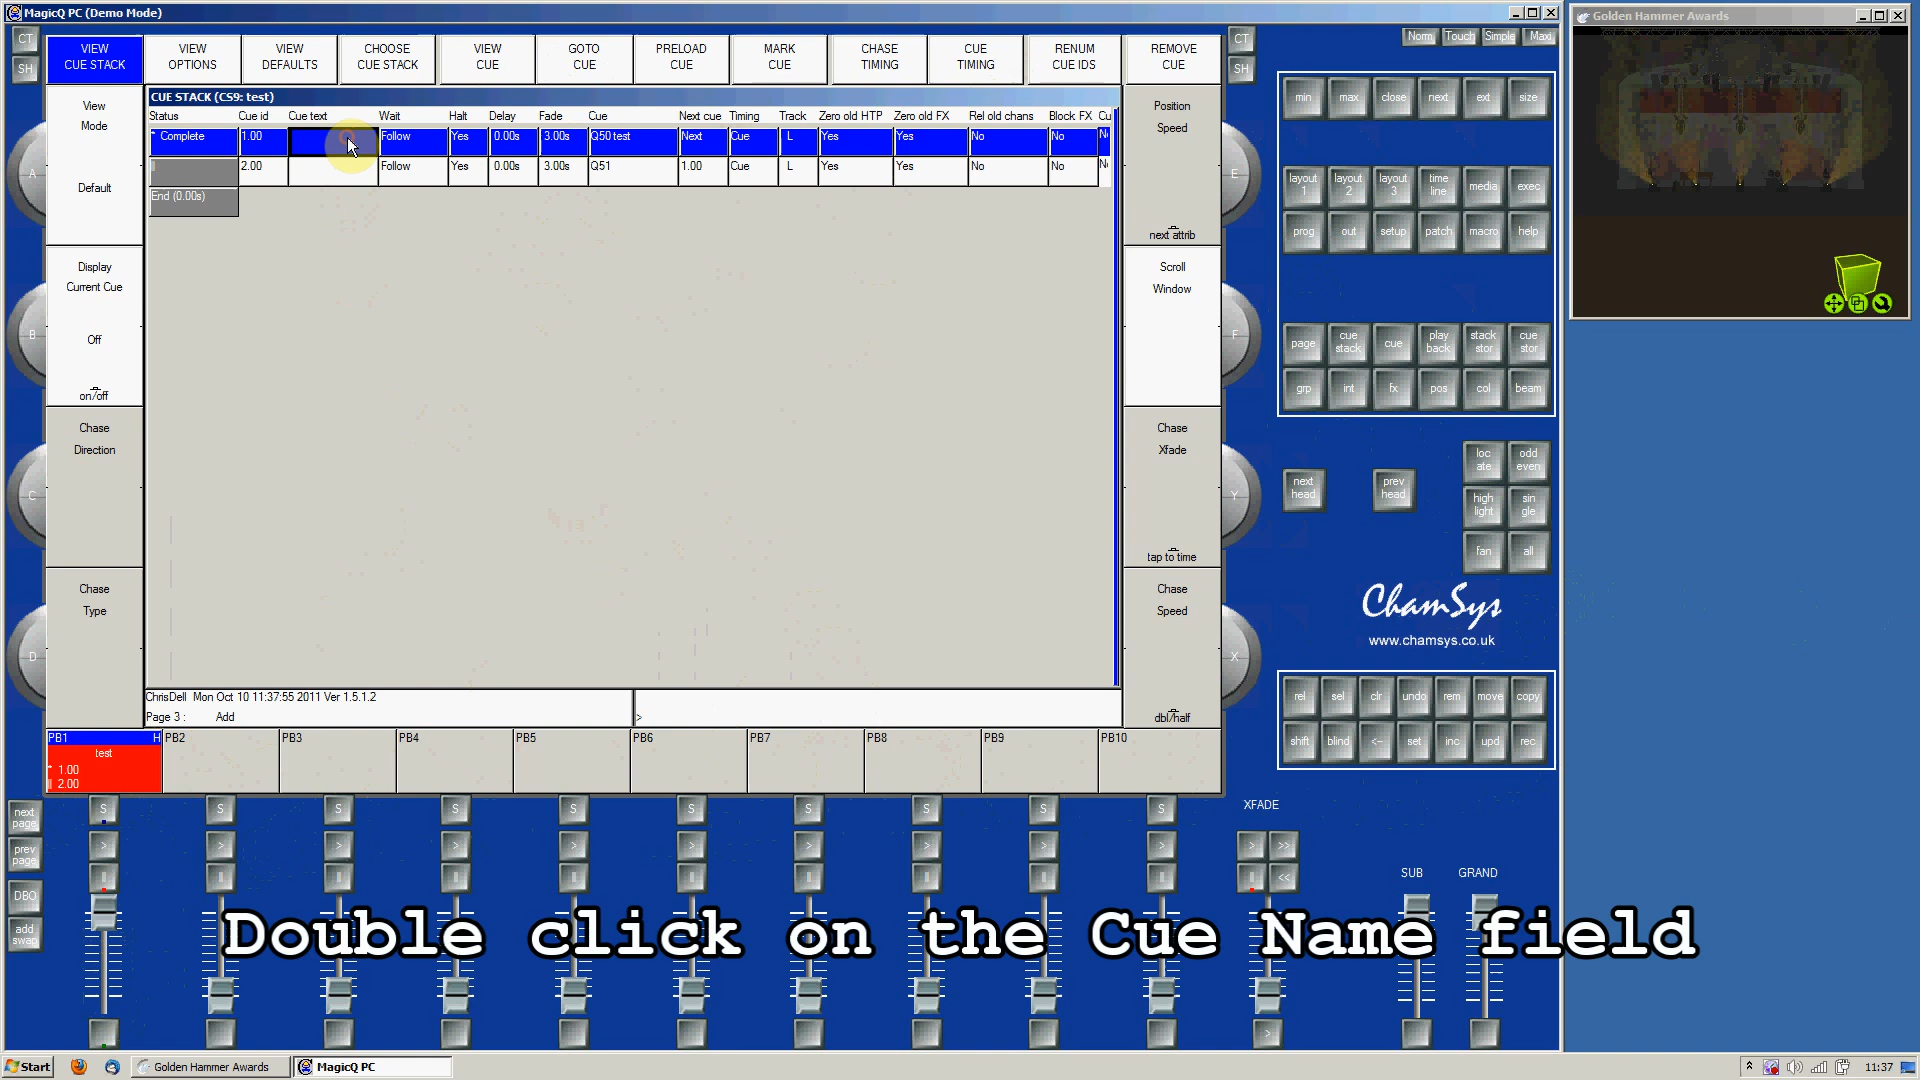 MagicQ PC (Demo Mode)
Golden Hammer Awards
CT
SH
VIEW CUE STACK
VIEW OPTIONS
VIEW DEFAULTS
CHOOSE CUE STACK
VIEW CUE
GOTO CUE
PRELOAD CUE
MARK CUE
CHASE TIMING
CUE TIMING
RENUM CUE IDS
REMOVE CUE
CT
SH
Norm Touch Simple Maxi
View Mode
Default
Display Current Cue
Off
on/off
Chase Direction
Chase Type
A
B
C
D
CUE STACK (CS9: test)
Status Cue id Cue text Wait Halt Delay Fade Cue Next cue Timing Track Zero old HTP Zero old FX Rel old chans Block FX Cu
* Complete 1.00 Follow Yes 0.00s 3.00s Q50 test Next Cue L Yes Yes No No
2.00 Follow Yes 0.00s 3.00s Q51 1.00 Cue L Yes Yes No No
End (0.00s)
Position Speed
next attrib
Scroll Window
Chase Xfade
tap to time
Chase Speed
dbl/half
E
F
Y
X
min max close next ext size
layout 1 layout 2 layout 3 time line media exec
prog out setup patch macro help
page cue stack cue play back stack stor cue stor
grp int fx pos col beam
next head prev head
loc ate odd even
high light sin gle
fan all
ChamSys
www.chamsys.co.uk
rel sel clr undo rem move copy
shift blind <- set inc upd rec
ChrisDell Mon Oct 10 11:37:55 2011 Ver 1.5.1.2
Page 3 : Add
>
PB1 H PB2 PB3 PB4 PB5 PB6 PB7 PB8 PB9 PB10
test
1.00
2.00
next page
prev page
DBO
add swap
S S S S S S S S S S
> > > > > > > > > >
XFADE
> >>
<<
SUB GRAND
Double click on the Cue Name field
>
Start Golden Hammer Awards MagicQ PC 11:37